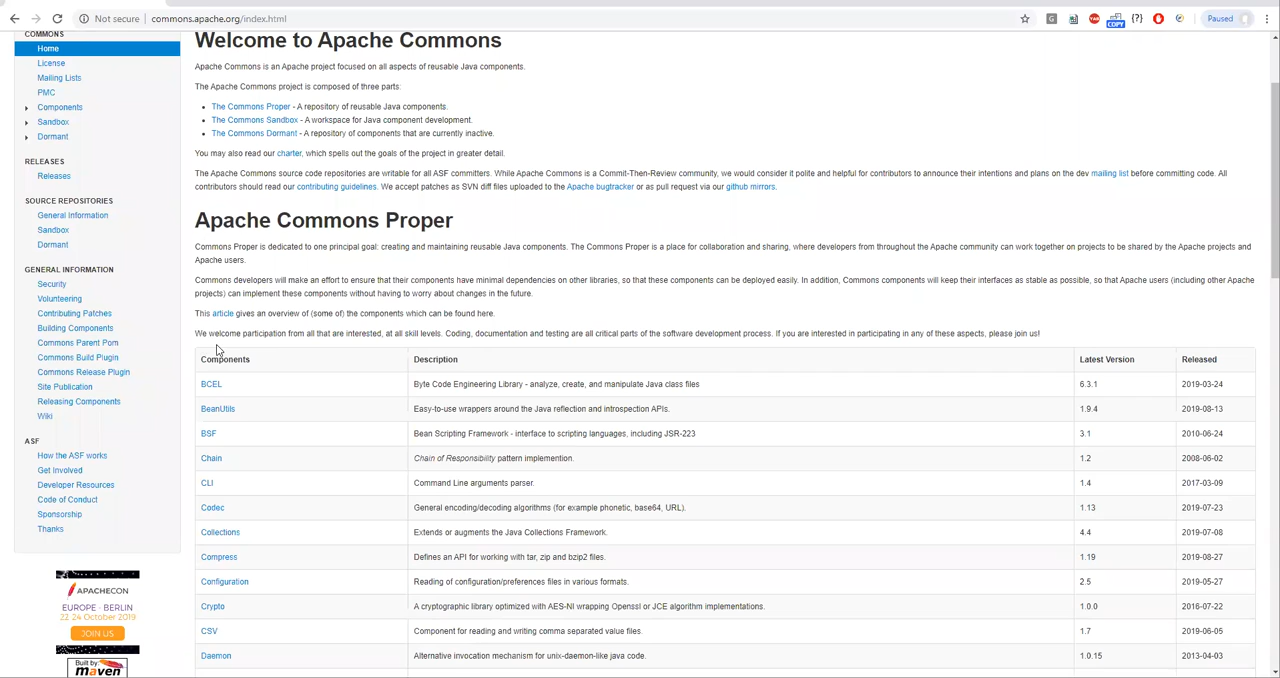 Not secure | commons.apache.org/index.html
COPY
{?}
Paused
COMMONS
Home
License
Mailing Lists
PMC
Components
Sandbox
Dormant
RELEASES
Releases
SOURCE REPOSITORIES
General Information
Sandbox
Dormant
GENERAL INFORMATION
Security
Volunteering
Contributing Patches
Building Components
Commons Parent Pom
Commons Build Plugin
Commons Release Plugin
Site Publication
Releasing Components
Wiki
ASF
How the ASF works
Get Involved
Developer Resources
Code of Conduct
Sponsorship
Thanks
APACHECON
EUROPE - BERLIN
22-24 October 2019
JOIN US
Built by:
maven
Welcome to Apache Commons
Apache Commons is an Apache project focused on all aspects of reusable Java components.
The Apache Commons project is composed of three parts:
• The Commons Proper - A repository of reusable Java components.
• The Commons Sandbox - A workspace for Java component development.
• The Commons Dormant - A repository of components that are currently inactive.
You may also read our charter, which spells out the goals of the project in greater detail.
The Apache Commons source code repositories are writable for all ASF committers. While Apache Commons is a Commit-Then-Review community, we would consider it polite and helpful for contributors to announce their intentions and plans on the dev mailing list before committing code. All
contributors should read our contributing guidelines. We accept patches as SVN diff files uploaded to the Apache bugtracker or as pull request via our github mirrors.
Apache Commons Proper
Commons Proper is dedicated to one principal goal: creating and maintaining reusable Java components. The Commons Proper is a place for collaboration and sharing, where developers from throughout the Apache community can work together on projects to be shared by the Apache projects and
Apache users.
Commons developers will make an effort to ensure that their components have minimal dependencies on other libraries, so that these components can be deployed easily. In addition, Commons components will keep their interfaces as stable as possible, so that Apache users (including other Apache
projects) can implement these components without having to worry about changes in the future.
This article gives an overview of (some of) the components which can be found here.
We welcome participation from all that are interested, at all skill levels. Coding, documentation and testing are all critical parts of the software development process. If you are interested in participating in any of these aspects, please join us!
Components Description Latest Version Released
BCEL Byte Code Engineering Library - analyze, create, and manipulate Java class files 6.3.1 2019-03-24
BeanUtils Easy-to-use wrappers around the Java reflection and introspection APIs. 1.9.4 2019-08-13
BSF Bean Scripting Framework - interface to scripting languages, including JSR-223 3.1 2010-06-24
Chain Chain of Responsibility pattern implemention. 1.2 2008-06-02
CLI Command Line arguments parser. 1.4 2017-03-09
Codec General encoding/decoding algorithms (for example phonetic, base64, URL). 1.13 2019-07-23
Collections Extends or augments the Java Collections Framework. 4.4 2019-07-08
Compress Defines an API for working with tar, zip and bzip2 files. 1.19 2019-08-27
Configuration Reading of configuration/preferences files in various formats. 2.5 2019-05-27
Crypto A cryptographic library optimized with AES-NI wrapping Openssl or JCE algorithm implementations. 1.0.0 2016-07-22
CSV Component for reading and writing comma separated value files. 1.7 2019-06-05
Daemon Alternative invocation mechanism for unix-daemon-like java code. 1.0.15 2013-04-03